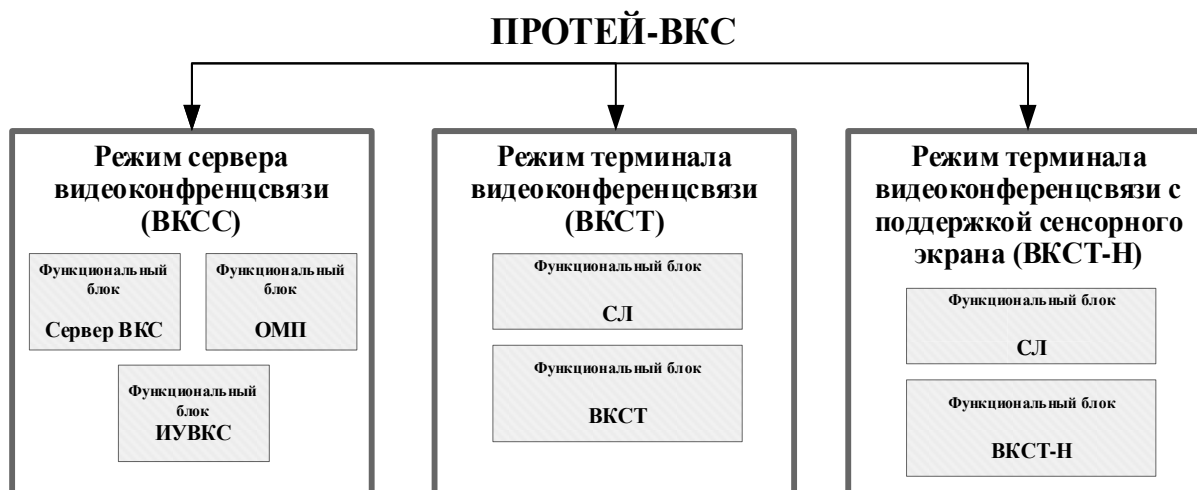 ПРОТЕЙ-ВКС
Режим сервера
видеоконфренцсвязи
(ВКСС)
Функциональный
блок
Сервер ВКС
Функциональный
блок
ОМП
Функциональный
блок
ИУВКС
Режим терминала
видеоконференцсвязи
(ВКСТ)
Функциональный блок
СЛ
Функциональный блок
ВКСТ
Режим терминала
видеоконференцсвязи с
поддержкой сенсорного
экрана (ВКСТ-Н)
Функциональный блок
СЛ
Функциональный блок
ВКСТ-Н